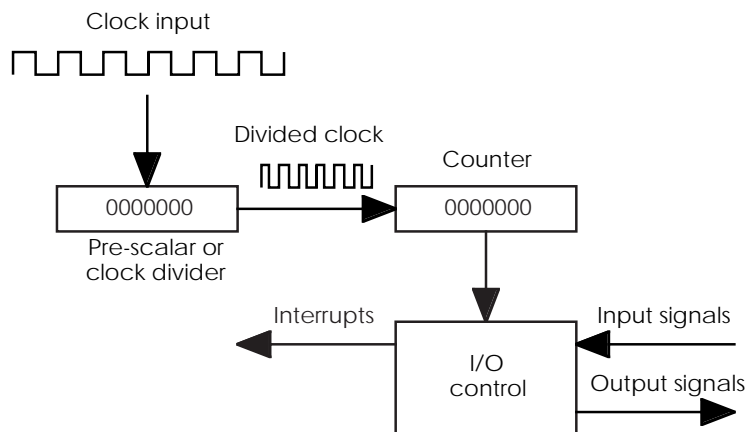 Clock input
Divided clock
Counter
0000000
0000000
Pre-scalar or
clock divider
Interrupts
Input signals
I/O
control
Output signals